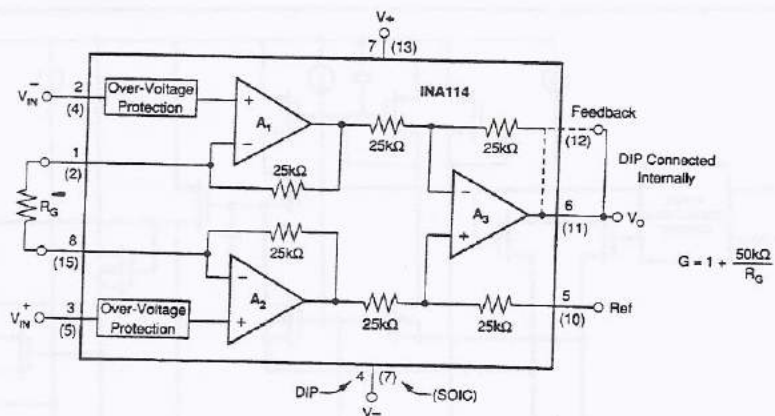 V+
7 (13)
INA114
2
V⁻IN
(4)
Over-Voltage
Protection
+
A1
−
25kΩ
25kΩ
Feedback
(12)
DIP Connected
Internally
1
(2)
25kΩ
RG
−
A3
+
6
(11)
VO
8
(15)
25kΩ
G = 1 + 50kΩ
RG
−
A2
+
3
V⁺IN
(5)
Over-Voltage
Protection
25kΩ
25kΩ
5
(10)
Ref
DIP
4 (7)
(SOIC)
V−